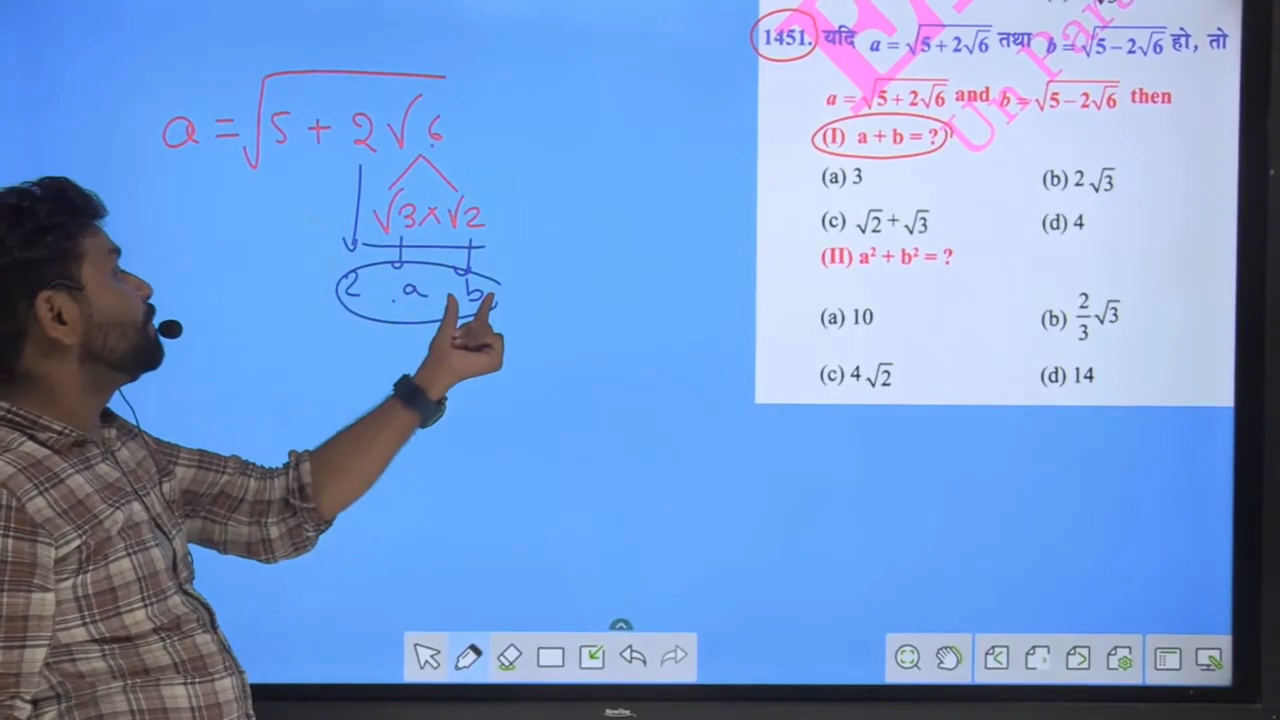 1451. यदि a = √5 + 2√6 तथा b = √5 − 2√6 हो, तो
a = √5 + 2√6 and b = √5 − 2√6 then
(I) a + b = ?
(a) 3 (b) 2√3
(c) √2 + √3 (d) 4
(II) a² + b² = ?
(a) 10 (b) 2/3 √3
(c) 4√2 (d) 14
a = √5 + 2√6
√3 × √2
2 . a b
NewLine